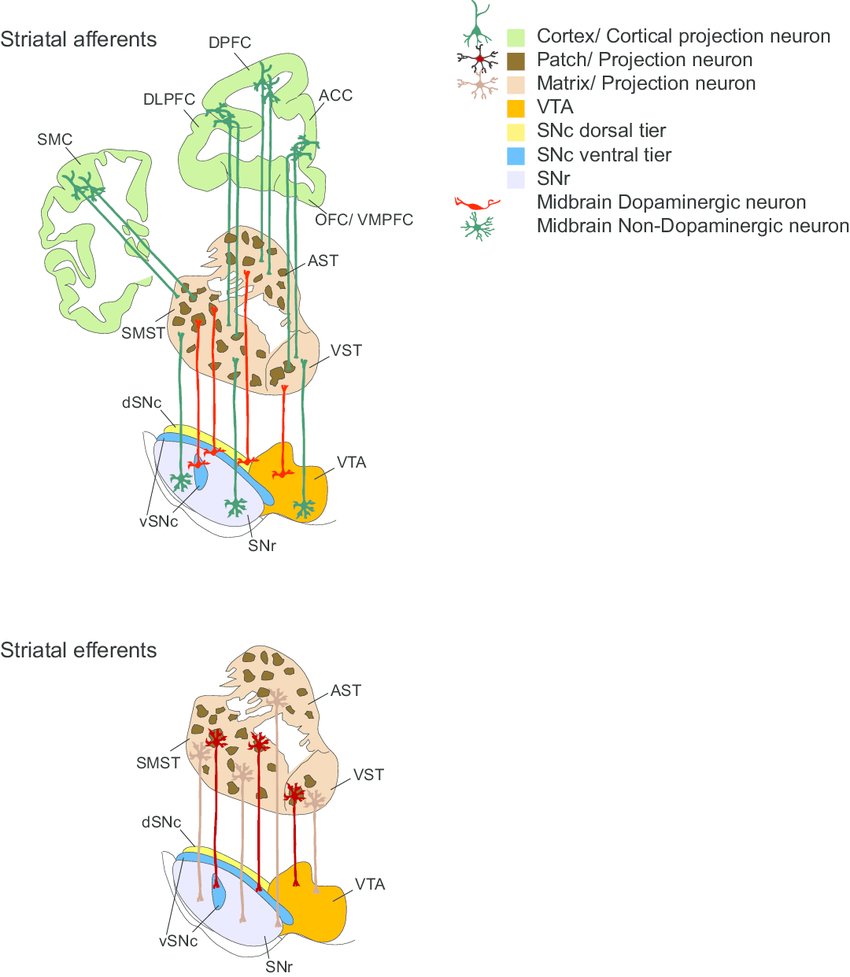 Striatal afferents
DPFC
DLPFC
ACC
SMC
OFC/ VMPFC
AST
SMST
VST
dSNc
VTA
vSNc
SNr
Cortex/ Cortical projection neuron
Patch/ Projection neuron
Matrix/ Projection neuron
VTA
SNc dorsal tier
SNc ventral tier
SNr
Midbrain Dopaminergic neuron
Midbrain Non-Dopaminergic neuron
Striatal efferents
AST
SMST
VST
dSNc
VTA
vSNc
SNr